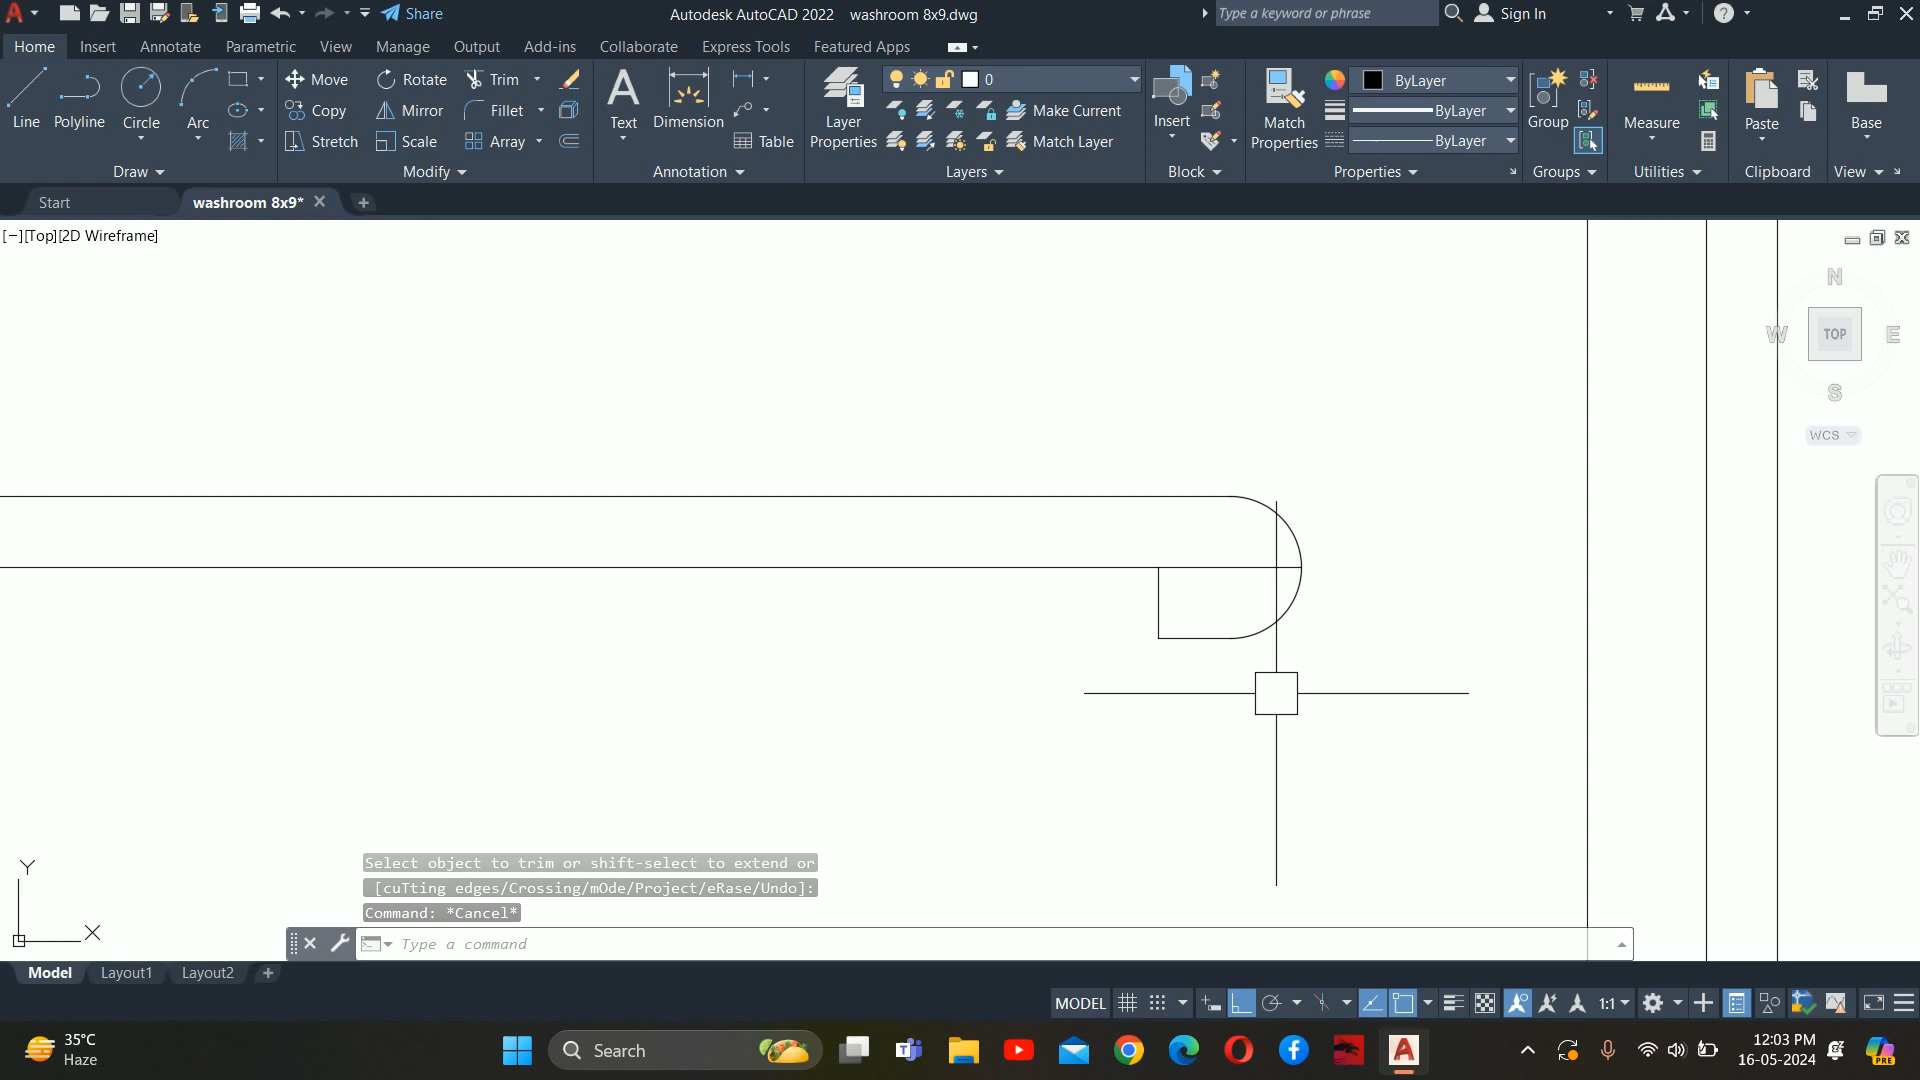 Share
Autodesk AutoCAD 2022 washroom 8x9.dwg
Type a keyword or phrase
Sign In
Home Insert Annotate Parametric View Manage Output Add-ins Collaborate Express Tools Featured Apps
Move Rotate Trim 0 ByLayer
Line Polyline Circle Arc Copy Mirror Fillet Text Dimension Layer Make Current Insert Match ByLayer Group Measure Paste Base
Stretch Scale Array Table Properties Match Layer Properties ByLayer
Draw Modify Annotation Layers Block Properties Groups Utilities Clipboard View
Start washroom 8x9*
[−][Top][2D Wireframe]
N
W TOP E
S
WCS
Select object to trim or shift-select to extend or
[cuTting edges/Crossing/mOde/Project/eRase/Undo]:
Command: *Cancel*
Y
X
Type a command
Model Layout1 Layout2
MODEL 1:1
35°C
Haze
Search
12:03 PM
16-05-2024
PRE